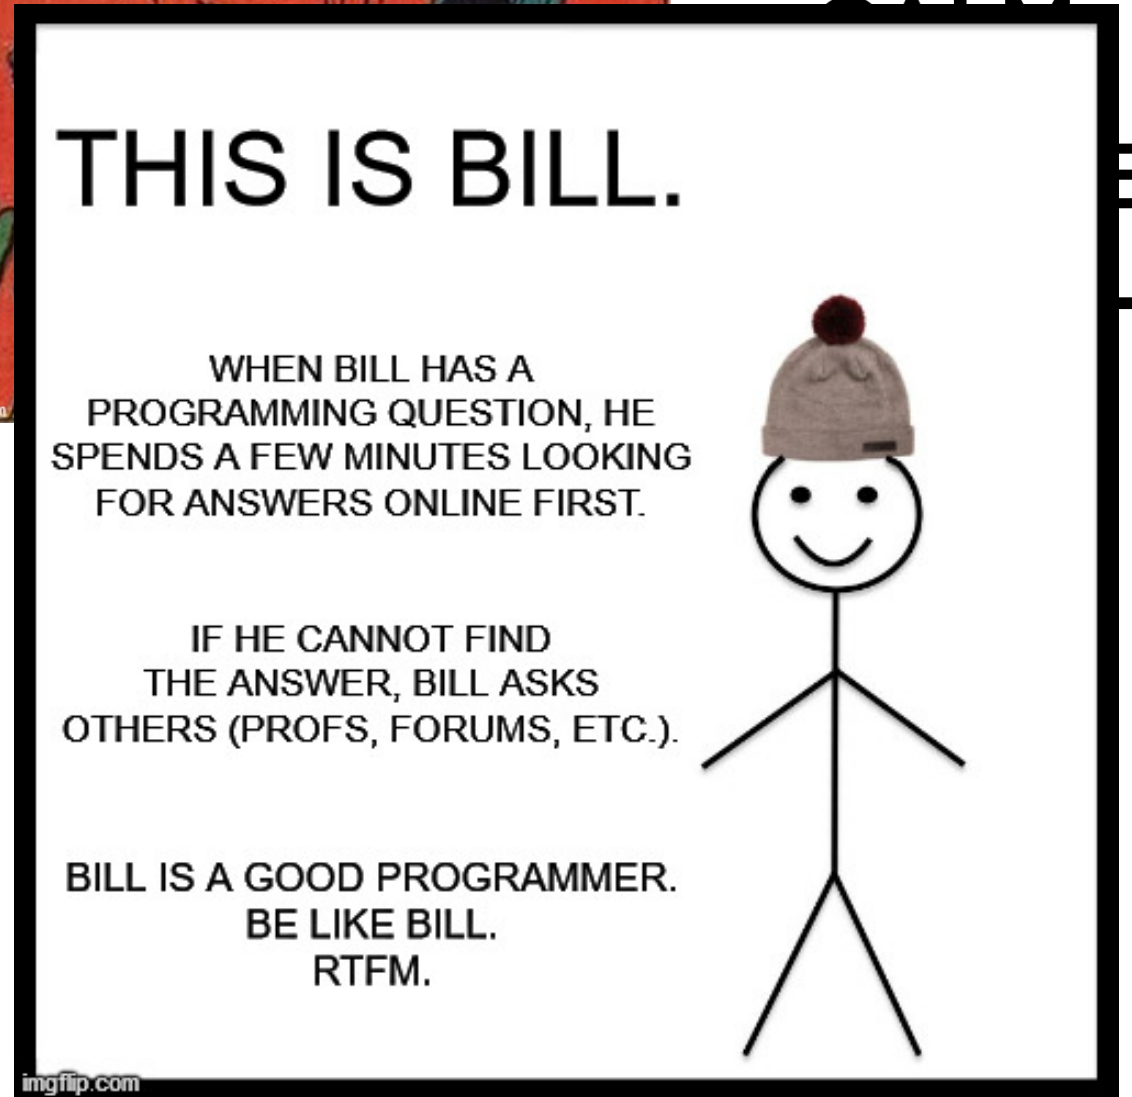 THIS IS BILL.
WHEN BILL HAS A
PROGRAMMING QUESTION, HE
SPENDS A FEW MINUTES LOOKING
FOR ANSWERS ONLINE FIRST.
IF HE CANNOT FIND
THE ANSWER, BILL ASKS
OTHERS (PROFS, FORUMS, ETC.).
BILL IS A GOOD PROGRAMMER.
BE LIKE BILL.
RTFM.
imgflip.com